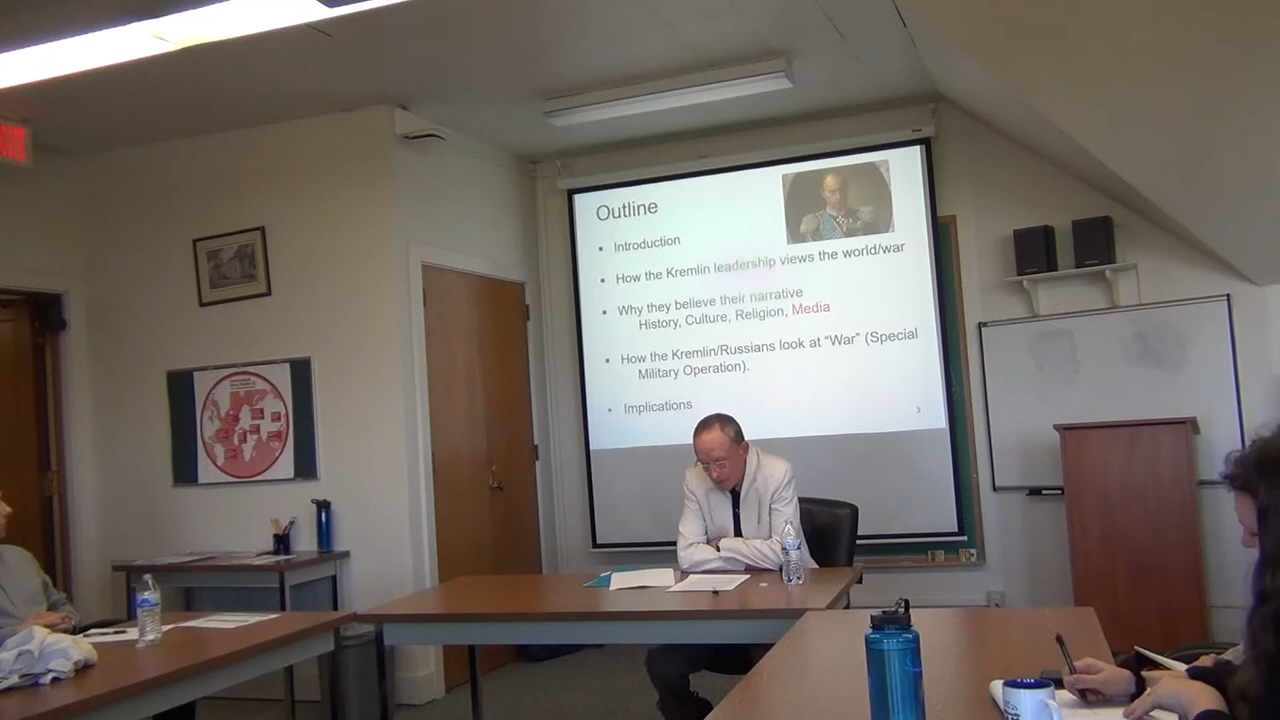 EXIT
Outline
▪ Introduction
▪ How the Kremlin leadership views the world/war
▪ Why they believe their narrative
History, Culture, Religion, Media
▪ How the Kremlin/Russians look at “War” (Special
Military Operation).
• Implications
3